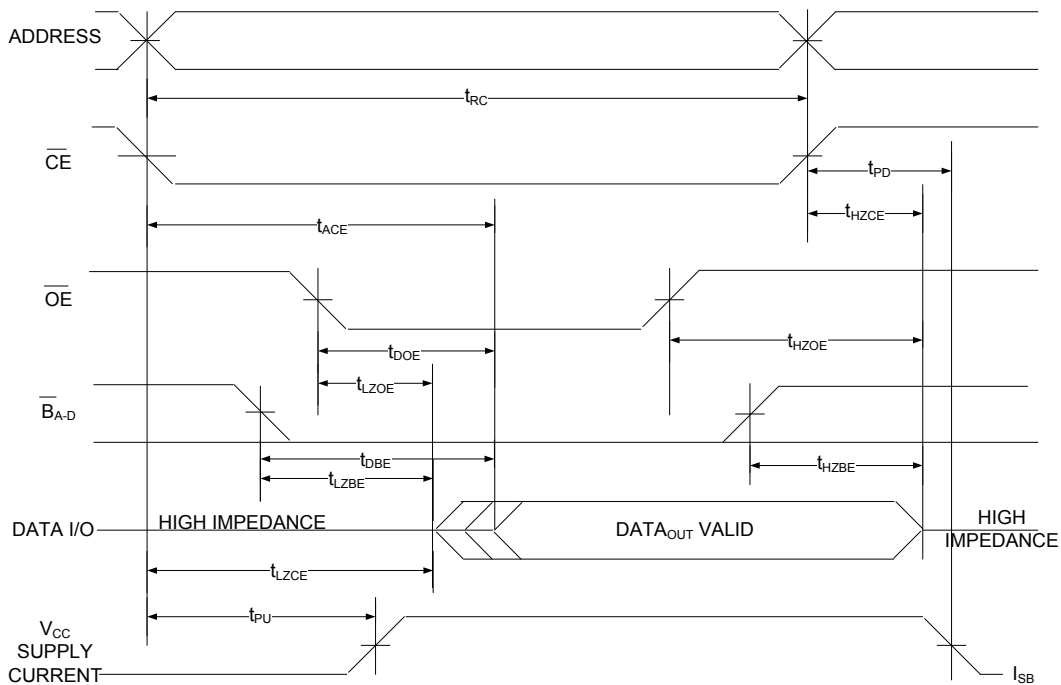 ADDRESS
tRC
CE
tPD
tHZCE
tACE
OE
tDOE
tHZOE
tLZOE
BA-D
tDBE
tLZBE
tHZBE
DATA I/O
HIGH IMPEDANCE
DATAOUT VALID
HIGH
IMPEDANCE
tLZCE
tPU
VCC
SUPPLY
CURRENT
ISB